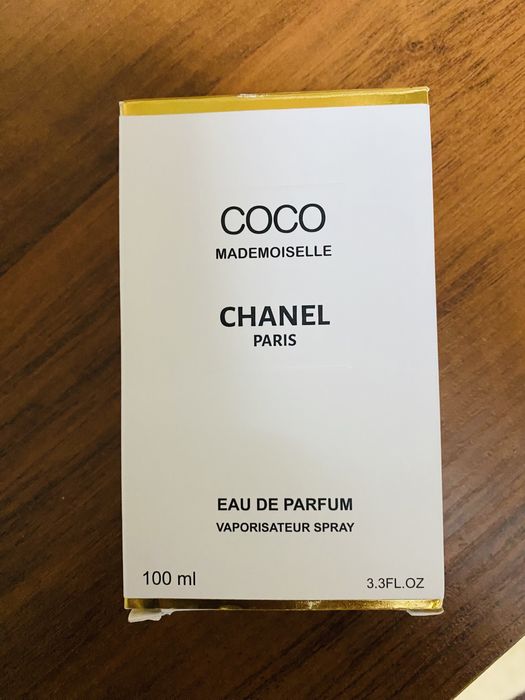 COCO
MADEMOISELLE
CHANEL
PARIS
EAU DE PARFUM
VAPORISATEUR SPRAY
100 ml
3.3FL.OZ